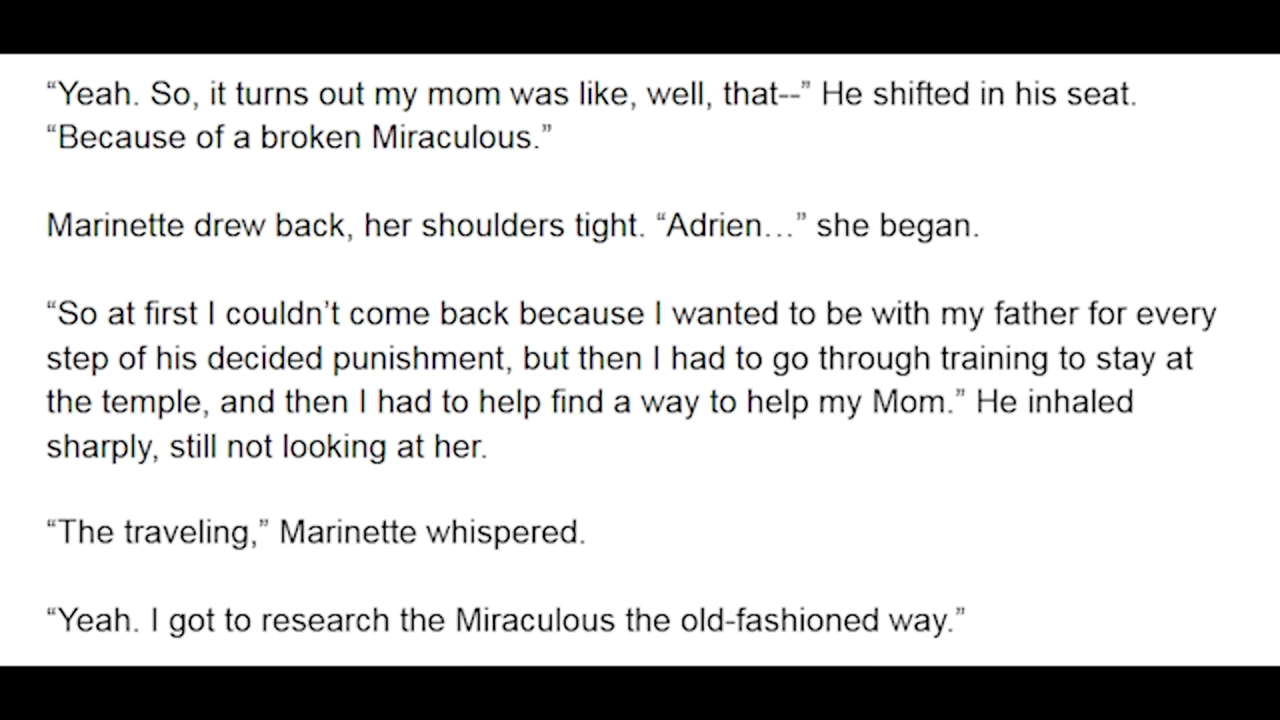 “Yeah. So, it turns out my mom was like, well, that--” He shifted in his seat.
“Because of a broken Miraculous.”
Marinette drew back, her shoulders tight. “Adrien…” she began.
“So at first I couldn’t come back because I wanted to be with my father for every
step of his decided punishment, but then I had to go through training to stay at
the temple, and then I had to help find a way to help my Mom.” He inhaled
sharply, still not looking at her.
“The traveling,” Marinette whispered.
“Yeah. I got to research the Miraculous the old-fashioned way.”